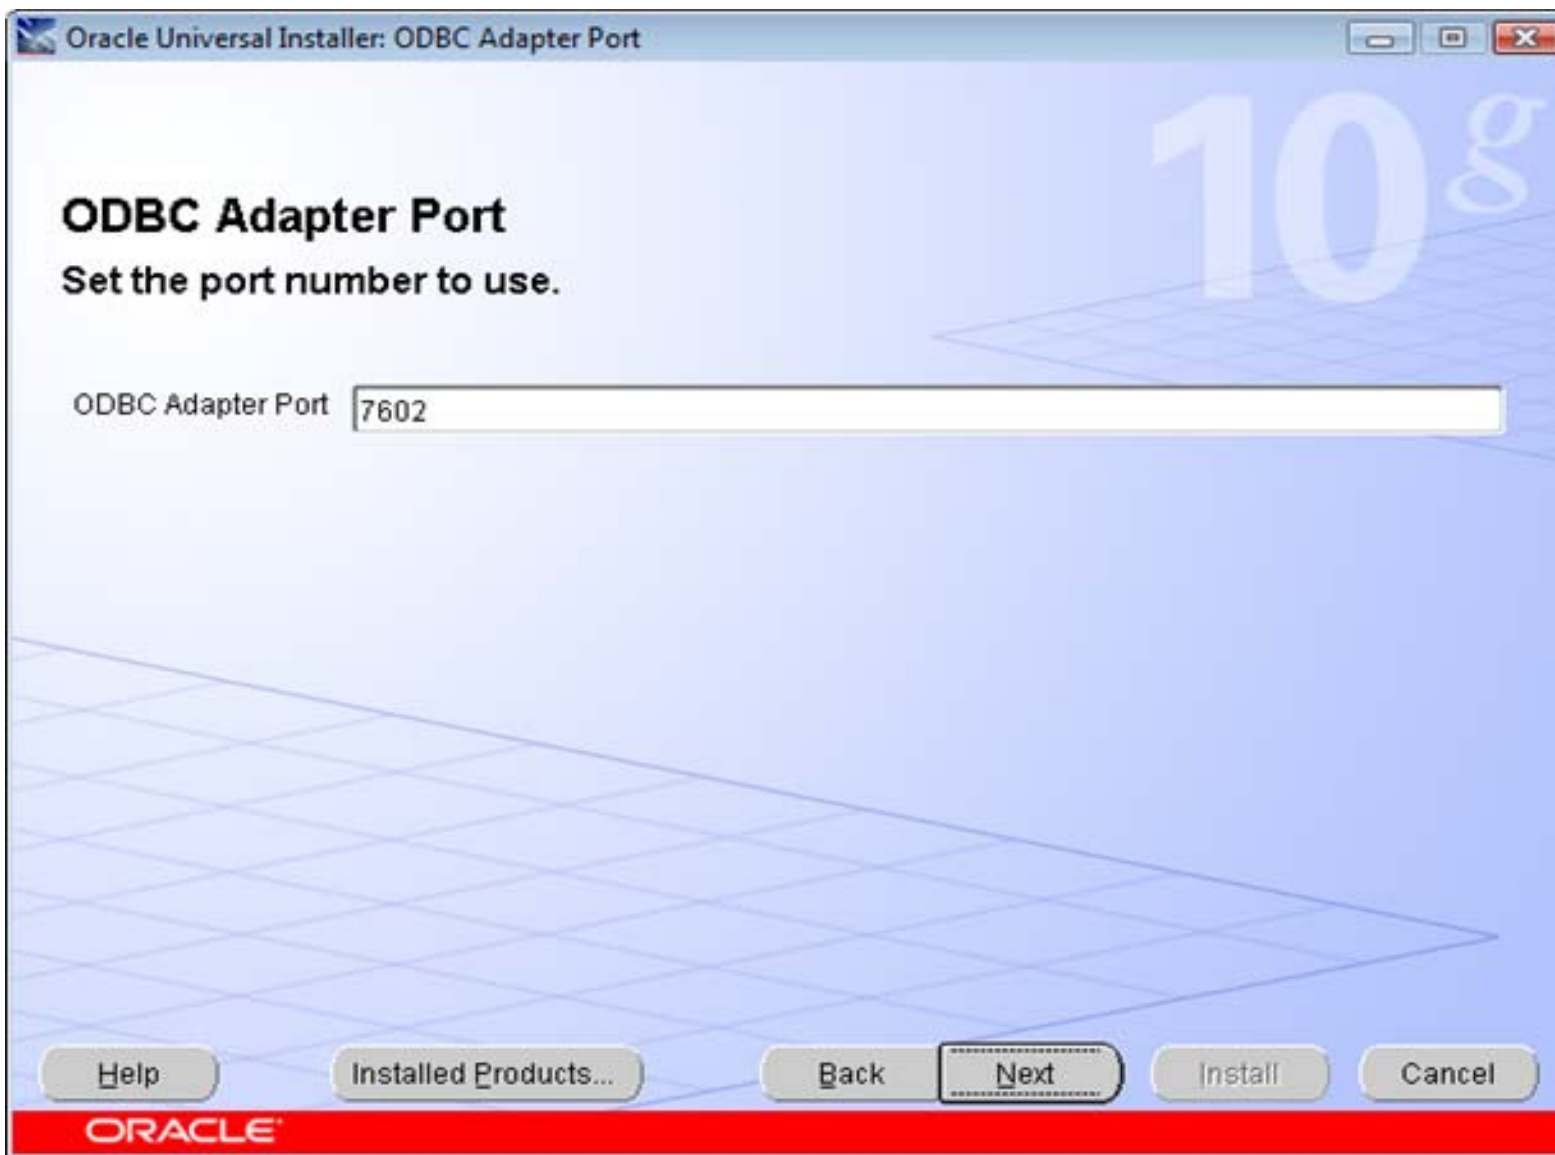 Oracle Universal Installer: ODBC Adapter Port
10g
ODBC Adapter Port
Set the port number to use.
ODBC Adapter Port 7602
Help Installed Products... Back Next Install Cancel
ORACLE